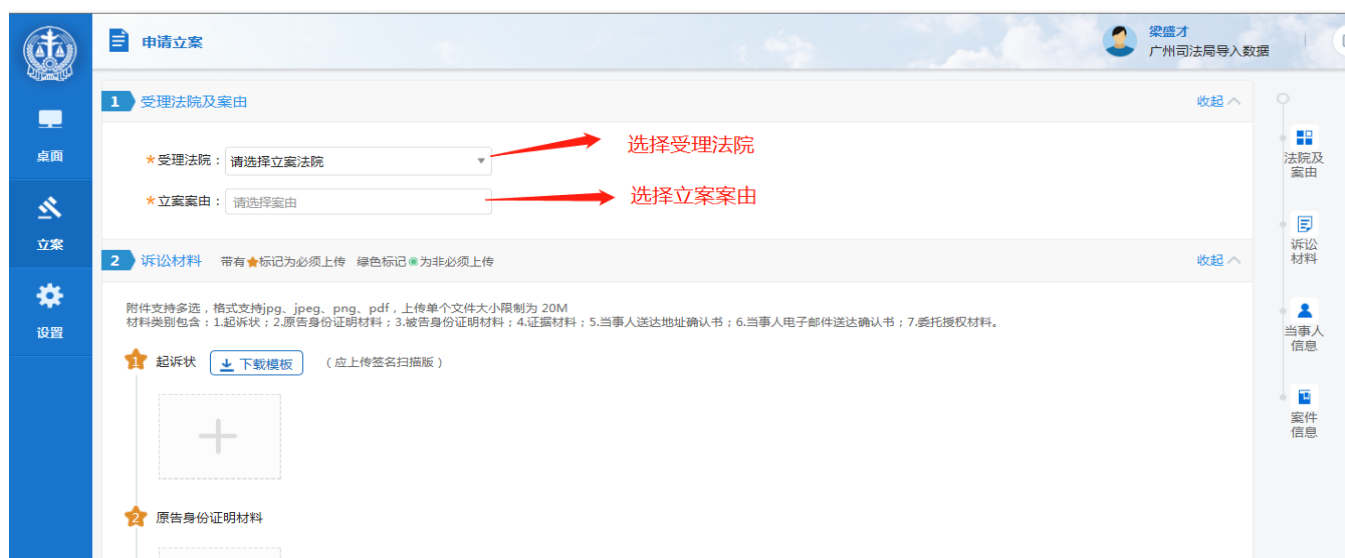 申请立案
梁盛才
广州司法局导入数据
桌面
立案
设置
1 受理法院及案由
收起
*受理法院：
请选择立案法院
选择受理法院
*立案案由：
请选择案由
选择立案案由
2 诉讼材料 带有标记为必须上传 绿色标记为非必须上传
收起
附件支持多选，格式支持jpg、jpeg、png、pdf，上传单个文件大小限制为 20M
材料类别包含：1.起诉状；2.原告身份证明材料；3.被告身份证明材料；4.证据材料；5.当事人送达地址确认书；6.当事人电子邮件送达确认书；7.委托授权材料。
1 起诉状 下载模板 （应上传签名扫描版）
2 原告身份证明材料
法院及
案由
诉讼
材料
当事人
信息
案件
信息